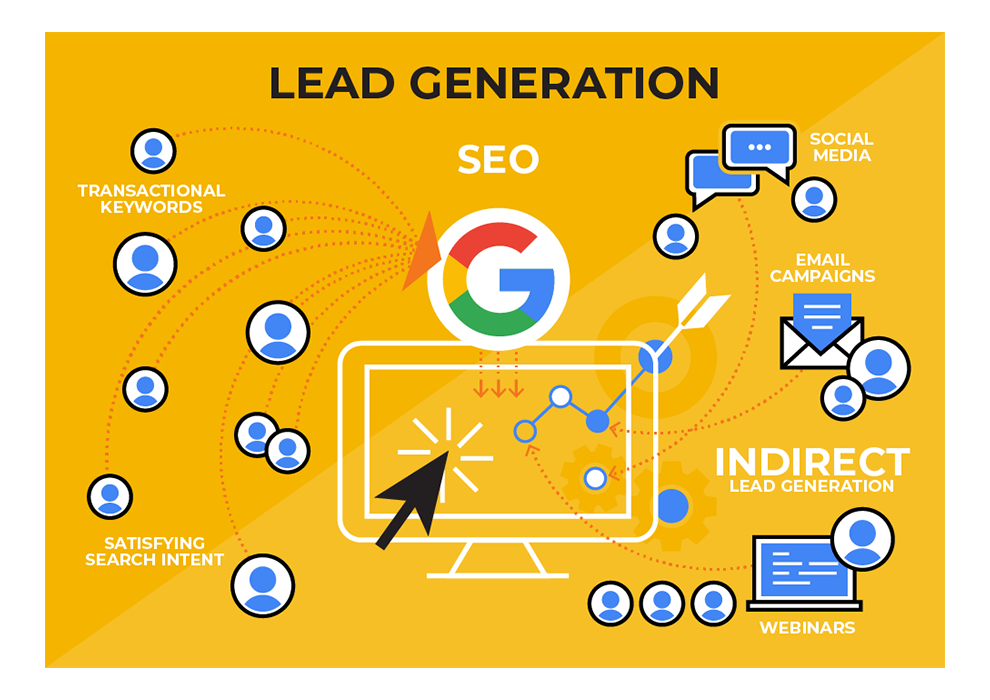 LEAD GENERATION
SEO
TRANSACTIONAL
KEYWORDS
SATISFYING
SEARCH INTENT
SOCIAL
MEDIA
EMAIL
CAMPAIGNS
INDIRECT
LEAD GENERATION
WEBINARS
G